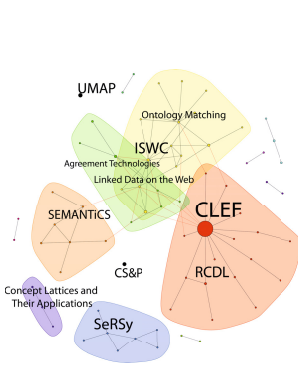 UMAP
Ontology Matching
ISWC
Agreement Technologies
Linked Data on the Web
SEMANTiCS
CLEF
CS&P
RCDL
Concept Lattices and
Their Applications
SeRSy